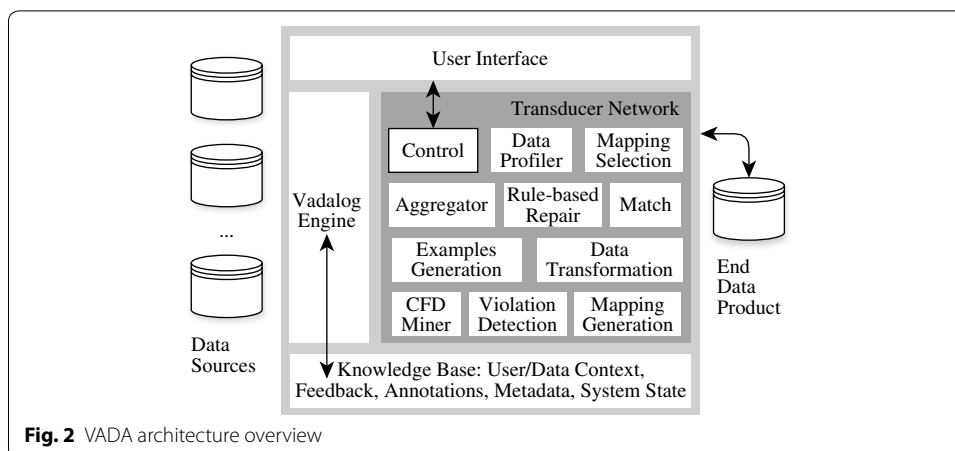 User Interface
Transducer Network
Control
Data
Profiler
Mapping
Selection
Vadalog
Engine
Aggregator
Rule-based
Repair
Match
Examples
Generation
Data
Transformation
CFD
Miner
Violation
Detection
Mapping
Generation
...
Data
Sources
End
Data
Product
Knowledge Base: User/Data Context,
Feedback, Annotations, Metadata, System State
Fig. 2 VADA architecture overview